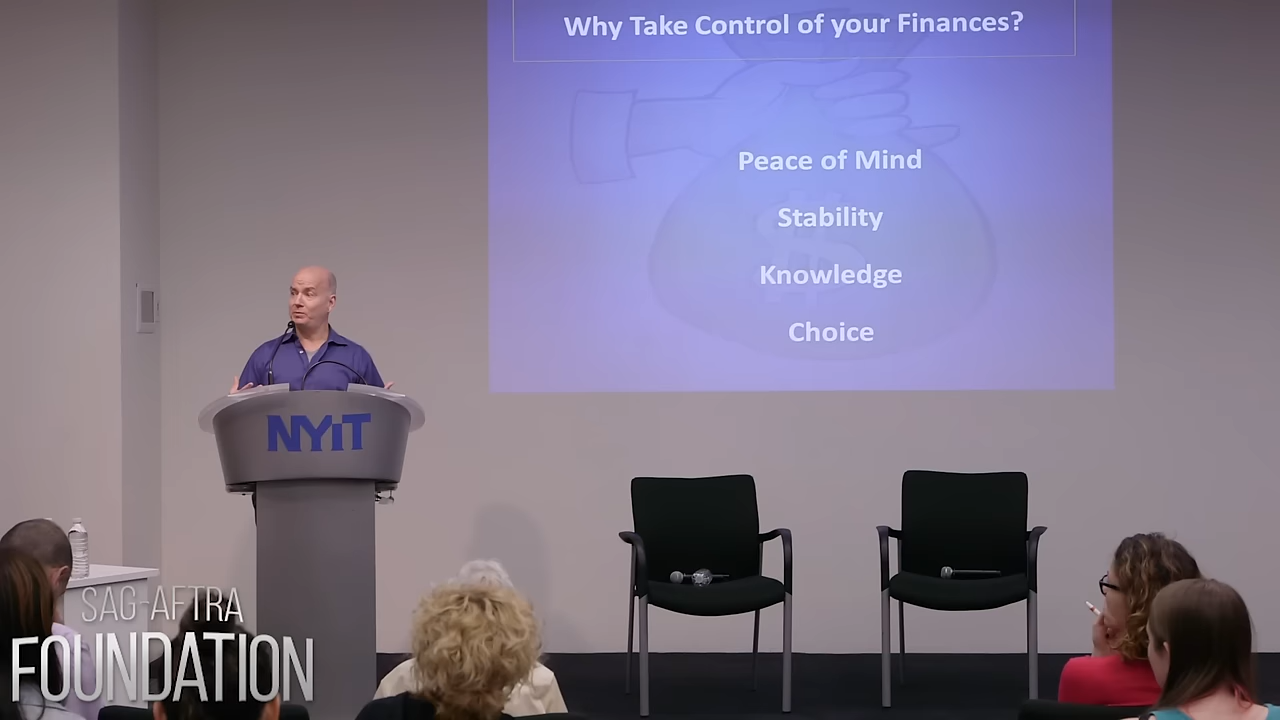 Why Take Control of your Finances?
Peace of Mind
Stability
Knowledge
Choice
NYiT
SAG-AFTRA
FOUNDATION